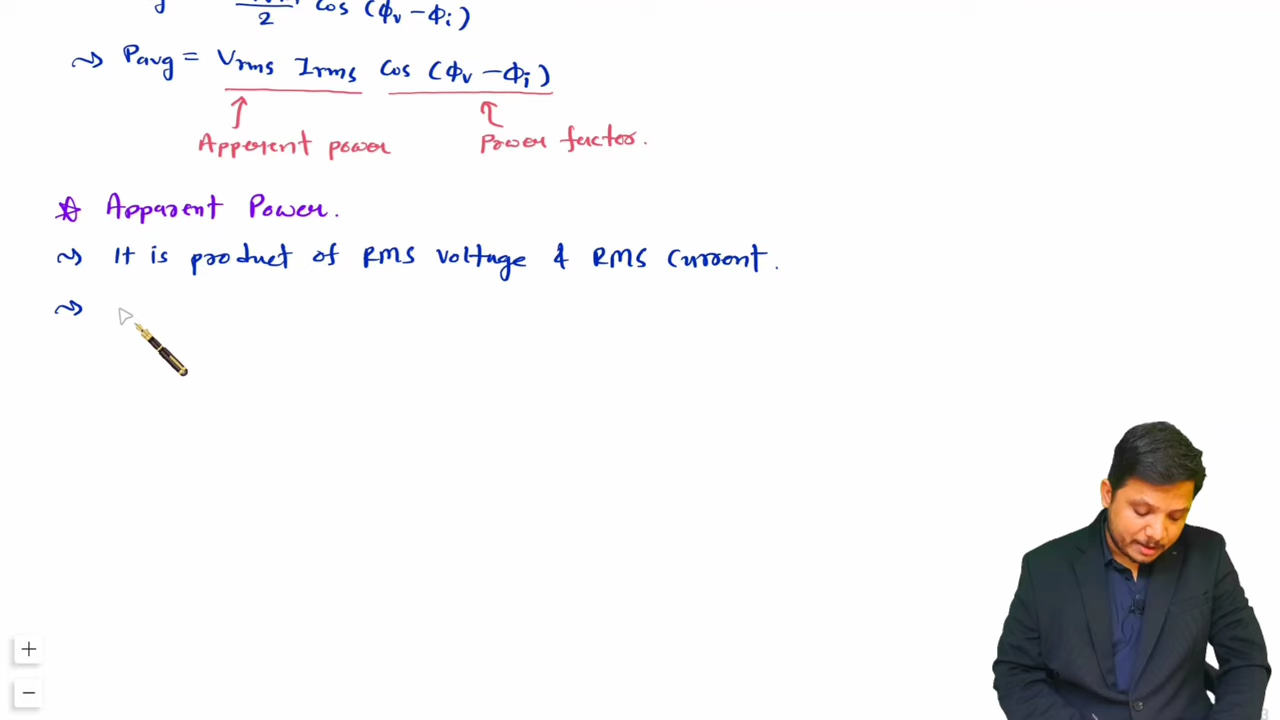 2 cos (ϕv – ϕi)
⇝ Pavg = Vrms Irms cos (ϕv – ϕi)
Apparent power Power factor.
☆ Apparent Power.
⇝ It is product of RMS voltage & RMS current.
⇝